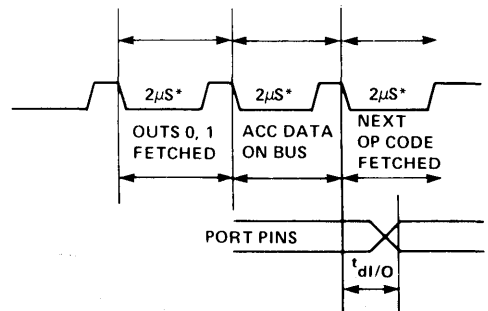 2μS* 2μS* 2μS*
OUTS 0, 1
FETCHED
ACC DATA
ON BUS
NEXT
OP CODE
FETCHED
PORT PINS
tdI/O